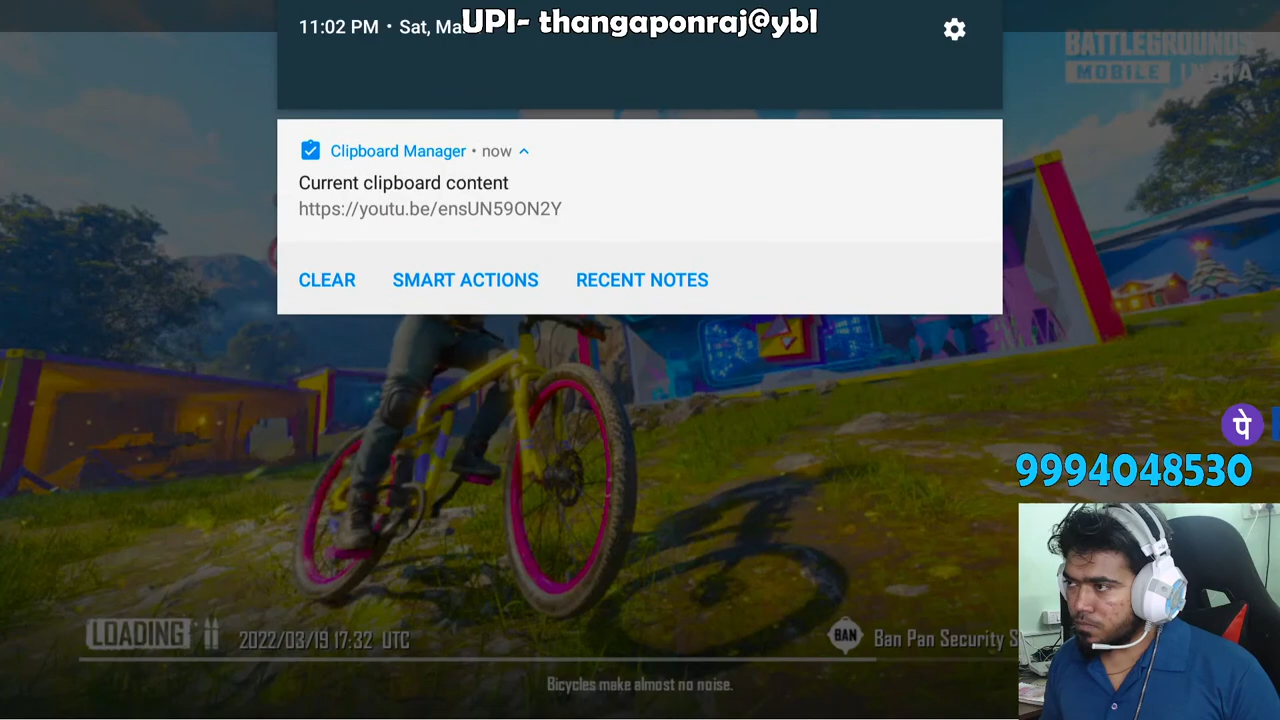 11:02 PM • Sat, Ma
UPI- thangaponraj@ybl
BATTLEGROUNDS
MOBILE INDIA
Clipboard Manager • now
Current clipboard content
https://youtu.be/ensUN59ON2Y
CLEAR SMART ACTIONS RECENT NOTES
पे
9994048530
LOADING 2022/03/19 17:32 UTC
BAN Ban Pan Security S
Bicycles make almost no noise.